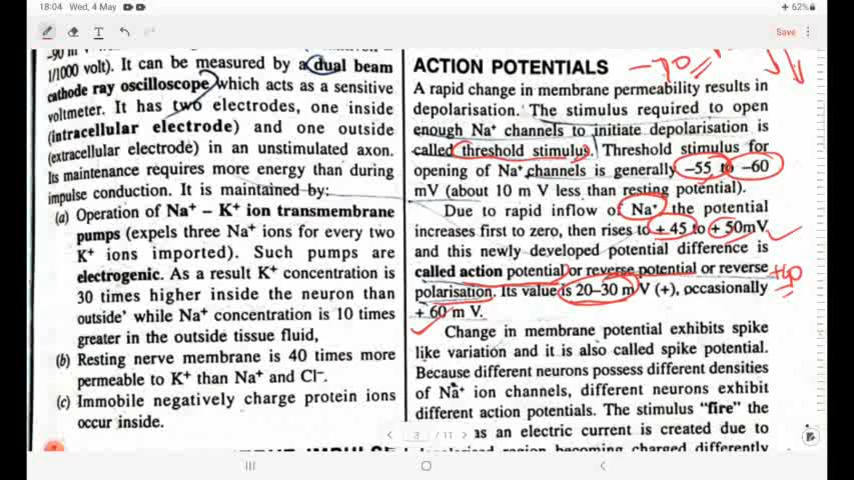 18:04 Wed, 4 May
62%
T
Save
-90 m V
1/1000 volt). It can be measured by a dual beam
cathode ray oscilloscope which acts as a sensitive
voltmeter. It has two electrodes, one inside
(intracellular electrode) and one outside
(extracellular electrode) in an unstimulated axon.
Its maintenance requires more energy than during
impulse conduction. It is maintained by:
(a) Operation of Na⁺ – K⁺ ion transmembrane
pumps (expels three Na⁺ ions for every two
K⁺ ions imported). Such pumps are
electrogenic. As a result K⁺ concentration is
30 times higher inside the neuron than
outside' while Na⁺ concentration is 10 times
greater in the outside tissue fluid,
(b) Resting nerve membrane is 40 times more
permeable to K⁺ than Na⁺ and Cl⁻.
(c) Immobile negatively charge protein ions
occur inside.
ACTION POTENTIALS
-70
A rapid change in membrane permeability results in
depolarisation. The stimulus required to open
enough Na⁺ channels to initiate depolarisation is
called threshold stimulus. Threshold stimulus for
opening of Na⁺ channels is generally –55 to –60
mV (about 10 m V less than resting potential).
Due to rapid inflow of Na⁺ the potential
increases first to zero, then rises to + 45 to + 50mV
and this newly developed potential difference is
called action potential or reverse potential or reverse
polarisation. Its value is 20–30 m V (+), occasionally
+ 60 m V.
Change in membrane potential exhibits spike
like variation and it is also called spike potential.
Because different neurons possess different densities
of Na⁺ ion channels, different neurons exhibit
different action potentials. The stimulus "fire" the
as an electric current is created due to
region becoming charged differently
3 / 11